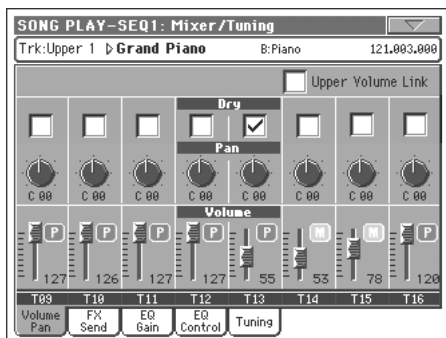 SONG PLAY-SEQ1: Mixer/Tuning
Trk:Upper 1 ▷Grand Piano B:Piano 121.003.000
Upper Volume Link
Dry
Pan
C 00 C 00 C 00 C 00 C 00 C 00 C 00 C 00
Volume
P P P P P M M P
127 126 127 127 55 53 78 120
T09 T10 T11 T12 T13 T14 T15 T16
Volume Pan FX Send EQ Gain EQ Control Tuning